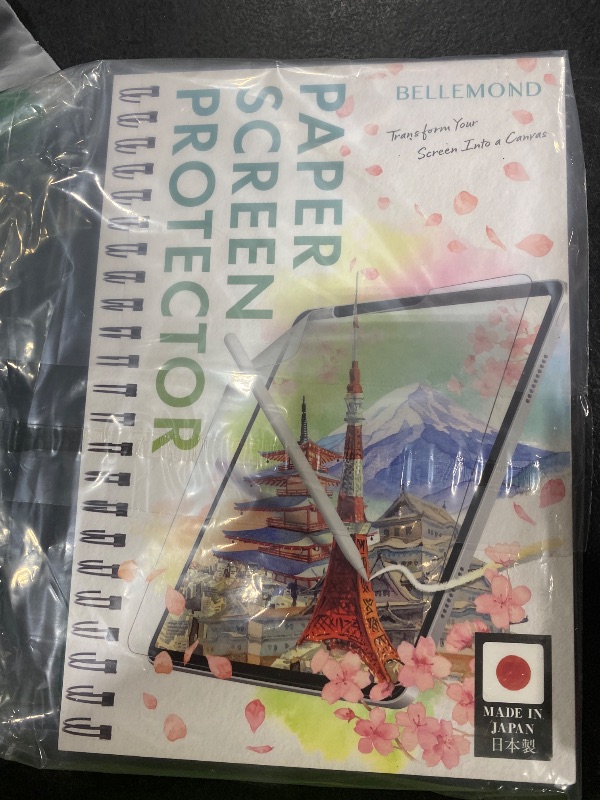 BELLEMOND
Transform Your
Screen Into a Canvas
PAPER
SCREEN
PROTECTOR
MADE IN
JAPAN
日本製